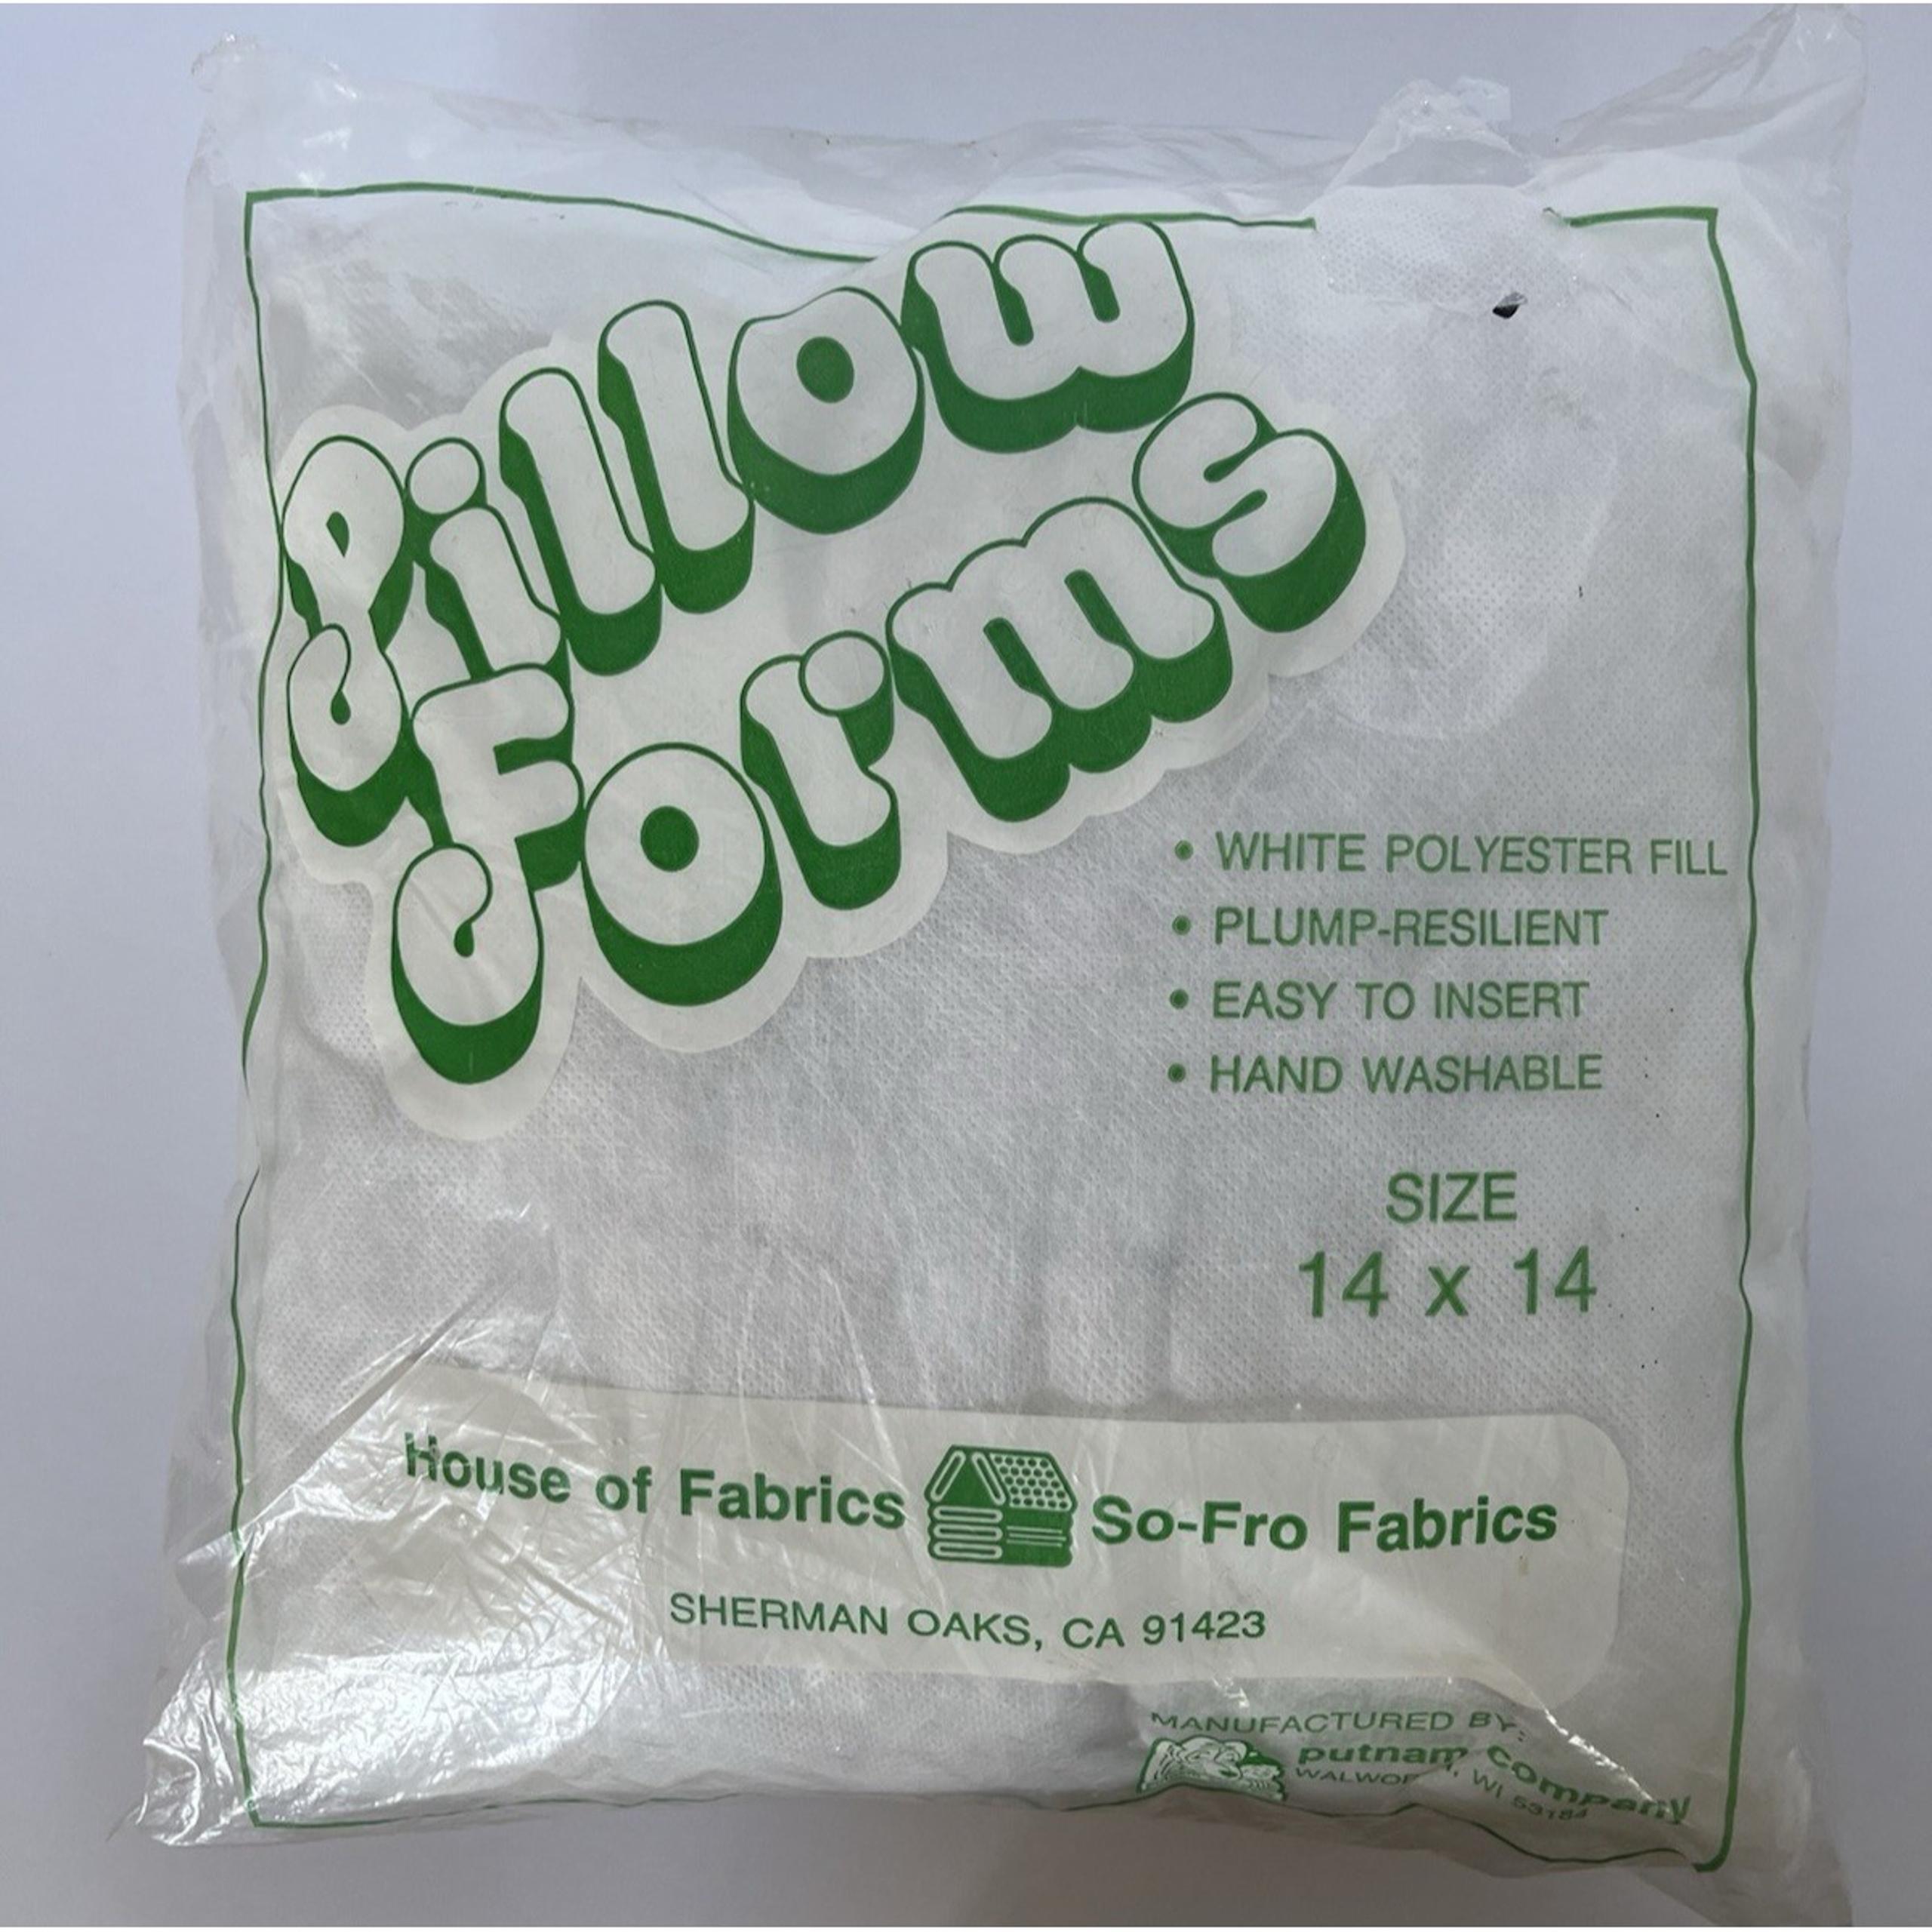 Pillow
Forms
• WHITE POLYESTER FILL
• PLUMP-RESILIENT
• EASY TO INSERT
• HAND WASHABLE
SIZE
14 x 14
House of Fabrics So-Fro Fabrics
SHERMAN OAKS, CA 91423
MANUFACTURED BY:
putnam company
WI 53184